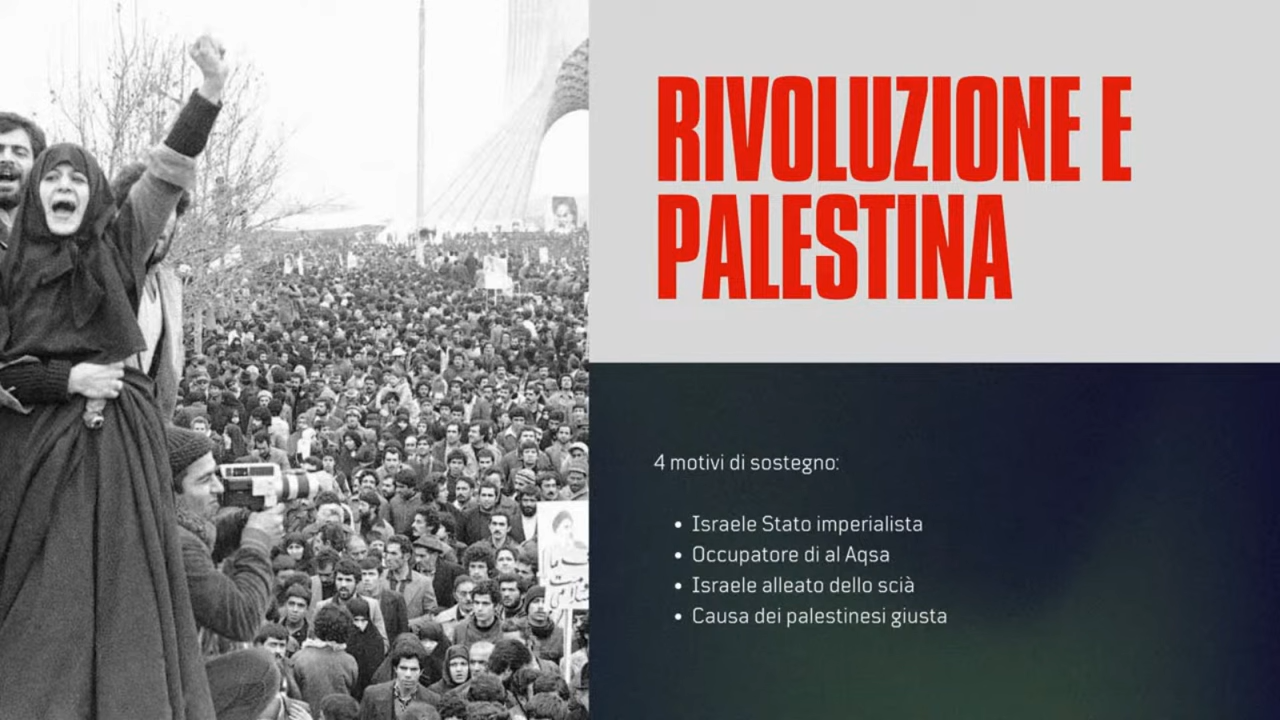 RIVOLUZIONE E
PALESTINA
4 motivi di sostegno:
• Israele Stato imperialista
• Occupatore di al Aqsa
• Israele alleato dello scià
• Causa dei palestinesi giusta